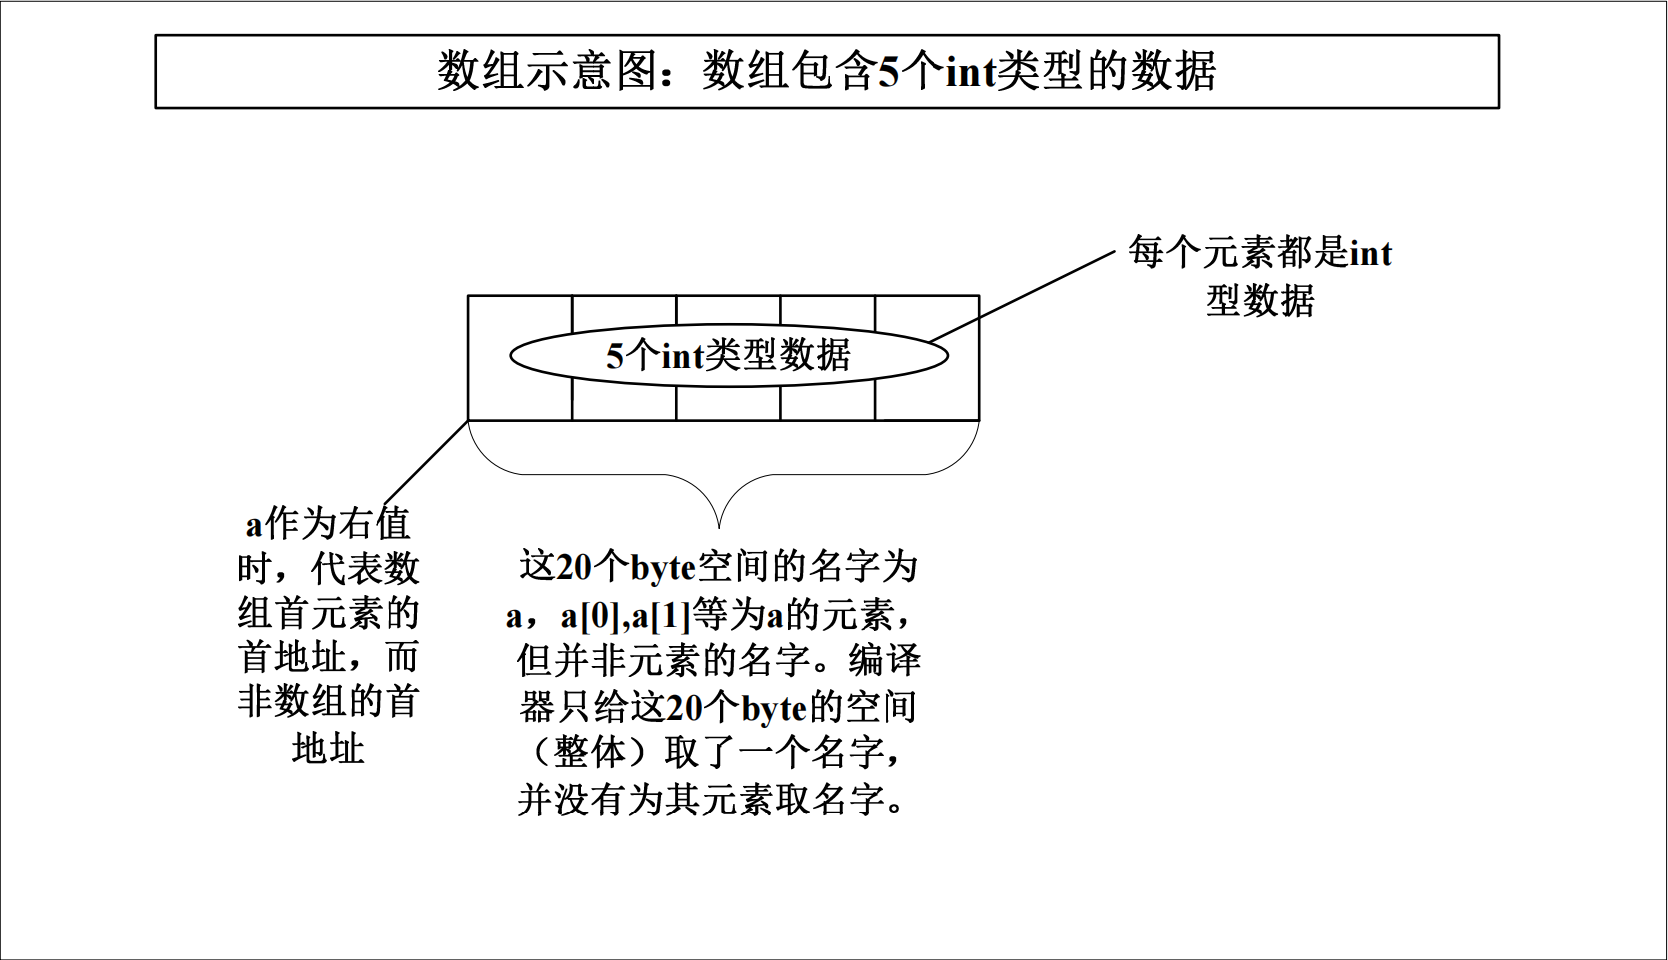 数组示意图：数组包含5个int类型的数据
每个元素都是int
型数据
5个int类型数据
a作为右值
时，代表数
组首元素的
首地址，而
非数组的首
地址
这20个byte空间的名字为
a，a[0],a[1]等为a的元素，
但并非元素的名字。编译
器只给这20个byte的空间
（整体）取了一个名字，
并没有为其元素取名字。